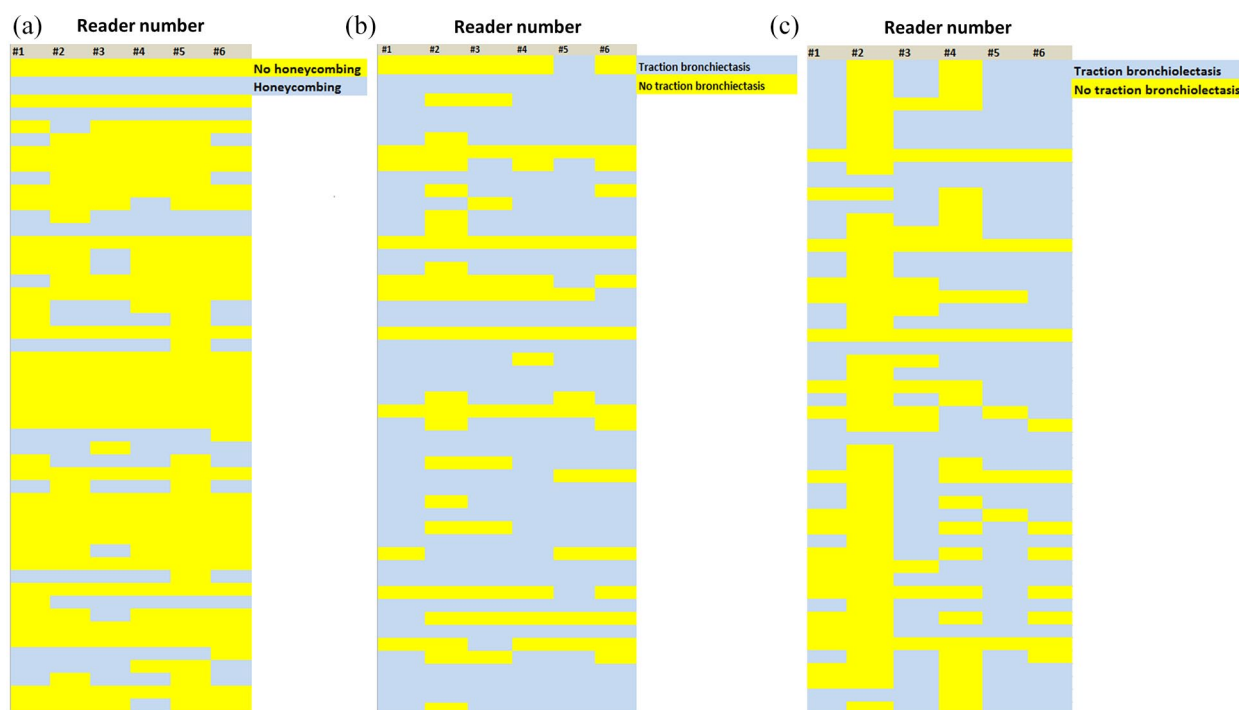 (a)
Reader number
#1 #2 #3 #4 #5 #6
No honeycombing
Honeycombing
(b)
Reader number
#1 #2 #3 #4 #5 #6
Traction bronchiectasis
No traction bronchiectasis
(c)
Reader number
#1 #2 #3 #4 #5 #6
Traction bronchiolectasis
No traction bronchiolectasis